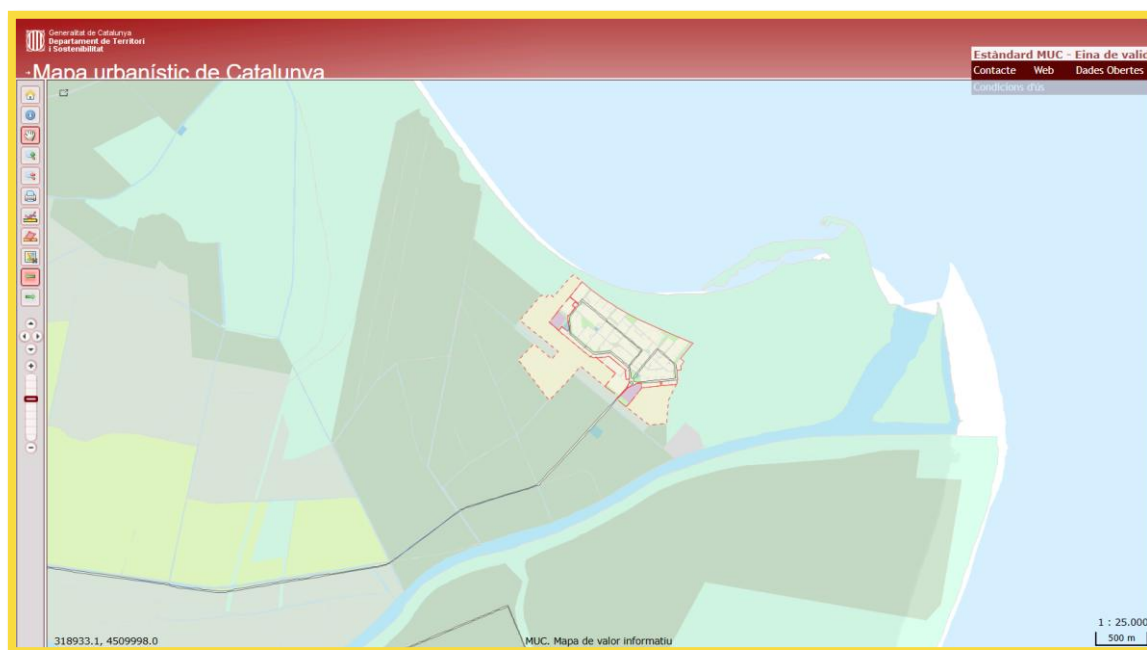 Generalitat de Catalunya
Departament de Territori
i Sostenibilitat
Mapa urbanístic de Catalunya
Estàndard MUC - Eina de valid
Contacte Web Dades Obertes
Condicions d'ús
318933.1, 4509998.0
MUC. Mapa de valor informatiu
1 : 25.000
500 m